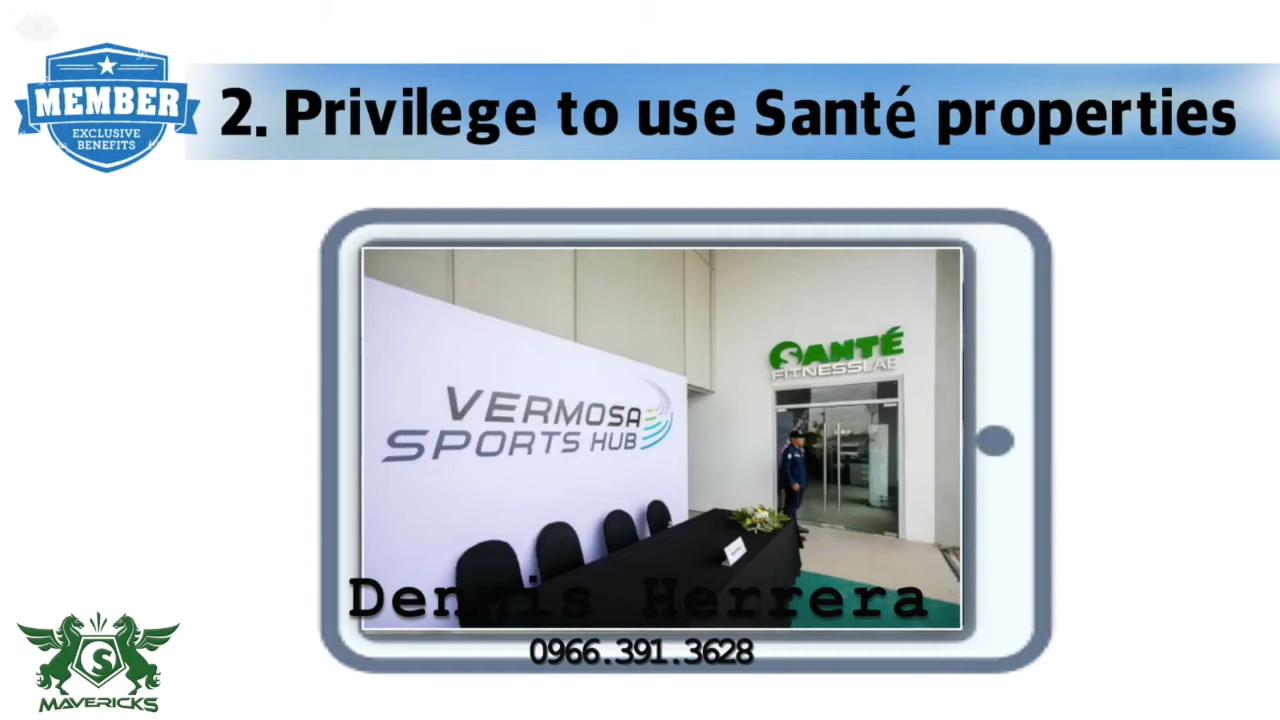 MEMBER
EXCLUSIVE
BENEFITS
2. Privilege to use Santé properties
VERMOSA
SPORTS HUB
SANTÉ
FITNESSLAB
Dennis Herrera
0966.391.3628
S
MAVERICKS